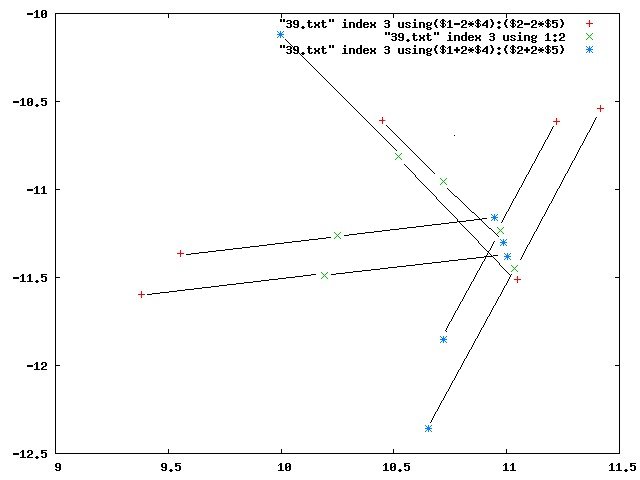 -10
"39.txt" index 3 using($1-2*$4):($2-2*$5)
"39.txt" index 3 using 1:2
"39.txt" index 3 using($1+2*$4):($2+2*$5)
-10.5
-11
-11.5
-12
-12.5
9 9.5 10 10.5 11 11.5